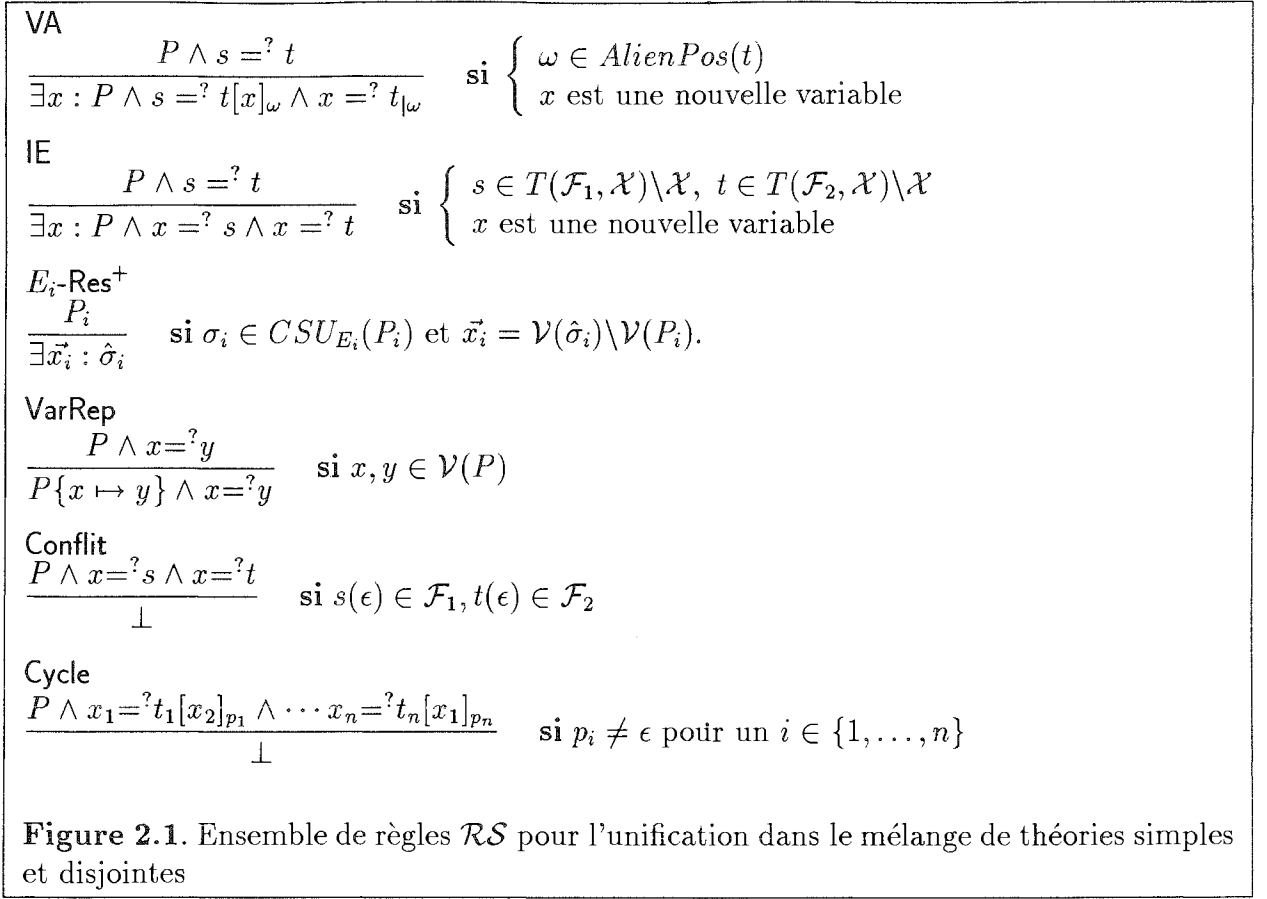 VA
P ∧ s =? t
∃x : P ∧ s =? t[x]ω ∧ x =? t|ω
si { ω ∈ AlienPos(t)
x est une nouvelle variable
IE
P ∧ s =? t
∃x : P ∧ x =? s ∧ x =? t
si { s ∈ T(F1, X)\X, t ∈ T(F2, X)\X
x est une nouvelle variable
Ei-Res+
Pi
∃x⃗i : σ̂i
si σi ∈ CSU_Ei(Pi) et x⃗i = V(σ̂i)\V(Pi).
VarRep
P ∧ x=?y
P{x ↦ y} ∧ x=?y
si x, y ∈ V(P)
Conflit
P ∧ x=?s ∧ x=?t
⊥
si s(ϵ) ∈ F1, t(ϵ) ∈ F2
Cycle
P ∧ x1=?t1[x2]p1 ∧ ⋯ xn=?tn[x1]pn
⊥
si pi ≠ ϵ pour un i ∈ {1, . . . , n}
Figure 2.1. Ensemble de règles RS pour l'unification dans le mélange de théories simples
et disjointes